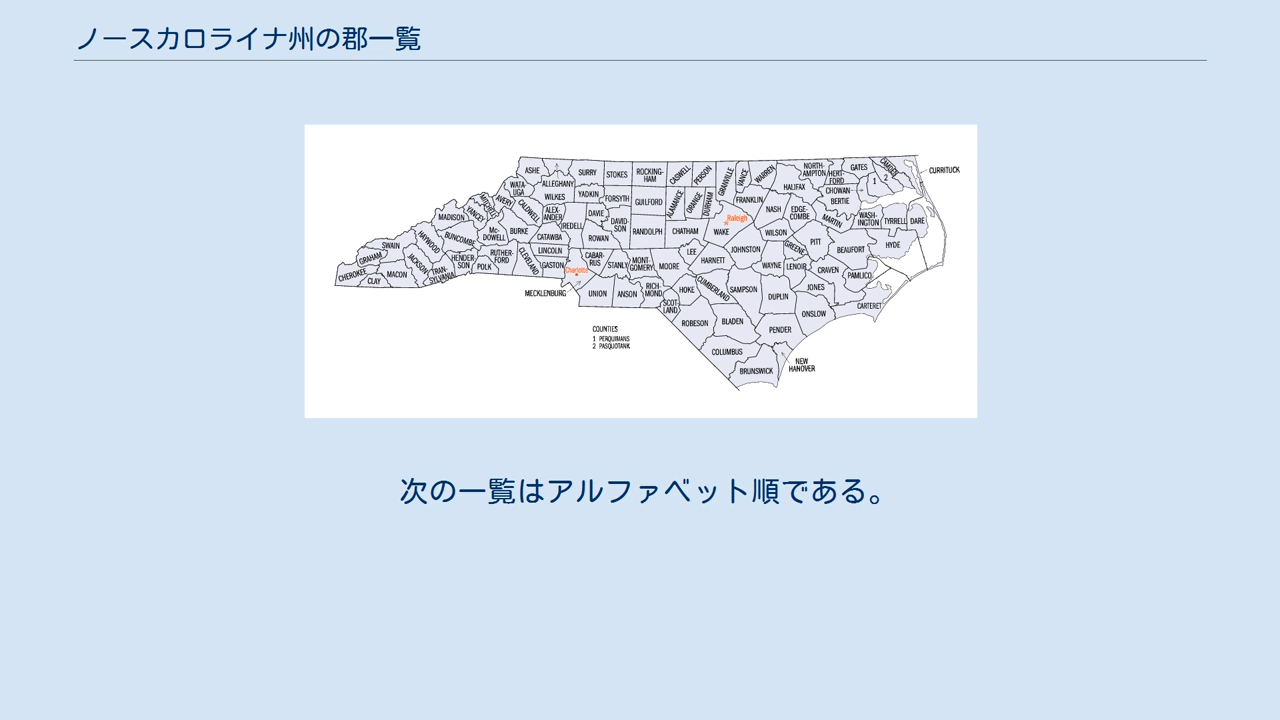 ノースカロライナ州の郡一覧
ASHE
ALLEGHANY
SURRY
STOKES
ROCKING-
HAM
CASWELL
PERSON
GRANVILLE
VANCE
WARREN
NORTH-
AMPTON
HERT-
FORD
GATES
CAMDEN
CURRITUCK
1
2
WATA-
UGA
WILKES
YADKIN
FORSYTH
GUILFORD
ALAMANCE
ORANGE
DURHAM
FRANKLIN
HALIFAX
CHOWAN
BERTIE
MITCHELL
AVERY
CALDWELL
ALEX-
ANDER
IREDELL
DAVIE
DAVID-
SON
RANDOLPH
CHATHAM
WAKE
Raleigh
NASH
EDGE-
COMBE
MARTIN
WASH-
INGTON
TYRRELL
DARE
MADISON
YANCEY
Mc-
DOWELL
BURKE
CATAWBA
ROWAN
WILSON
PITT
BEAUFORT
HYDE
SWAIN
HAYWOOD
BUNCOMBE
RUTHER-
FORD
CLEVELAND
LINCOLN
GASTON
CABAR-
RUS
STANLY
MONT-
GOMERY
MOORE
LEE
HARNETT
JOHNSTON
WAYNE
GREENE
LENOIR
CRAVEN
PAMLICO
GRAHAM
CHEROKEE
CLAY
MACON
JACKSON
TRAN-
SYLVANIA
HENDER-
SON
POLK
Charlotte
MECKLENBURG
UNION
ANSON
RICH-
MOND
SCOT-
LAND
HOKE
CUMBERLAND
SAMPSON
DUPLIN
JONES
CARTERET
ONSLOW
ROBESON
BLADEN
PENDER
COLUMBUS
BRUNSWICK
NEW
HANOVER
COUNTIES
1 PERQUIMANS
2 PASQUOTANK
次の一覧はアルファベット順である。